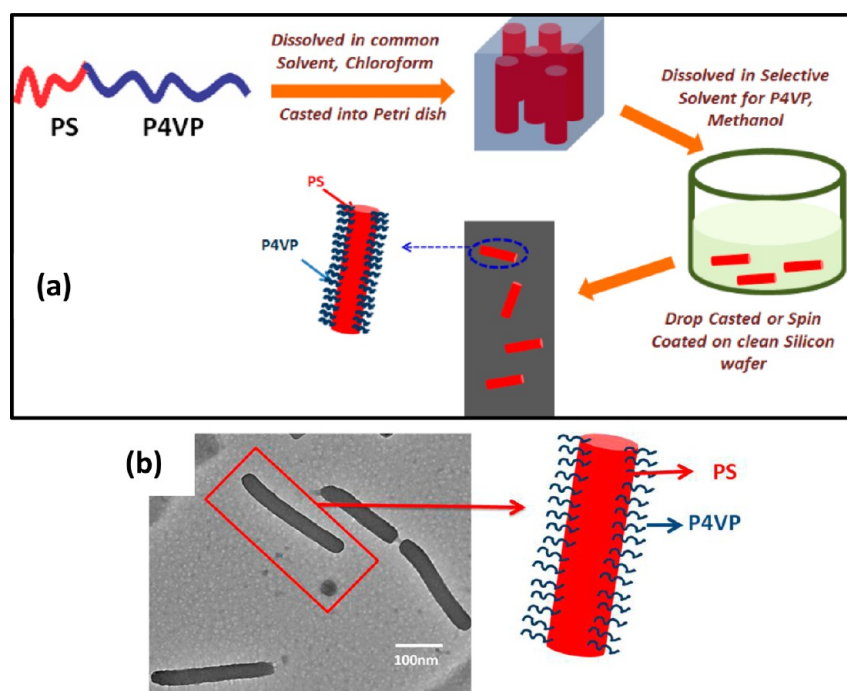 PS
P4VP
Dissolved in common
Solvent, Chloroform
Casted into Petri dish
Dissolved in Selective
Solvent for P4VP,
Methanol
PS
P4VP
(a)
Drop Casted or Spin
Coated on clean Silicon
wafer
(b)
PS
P4VP
100nm